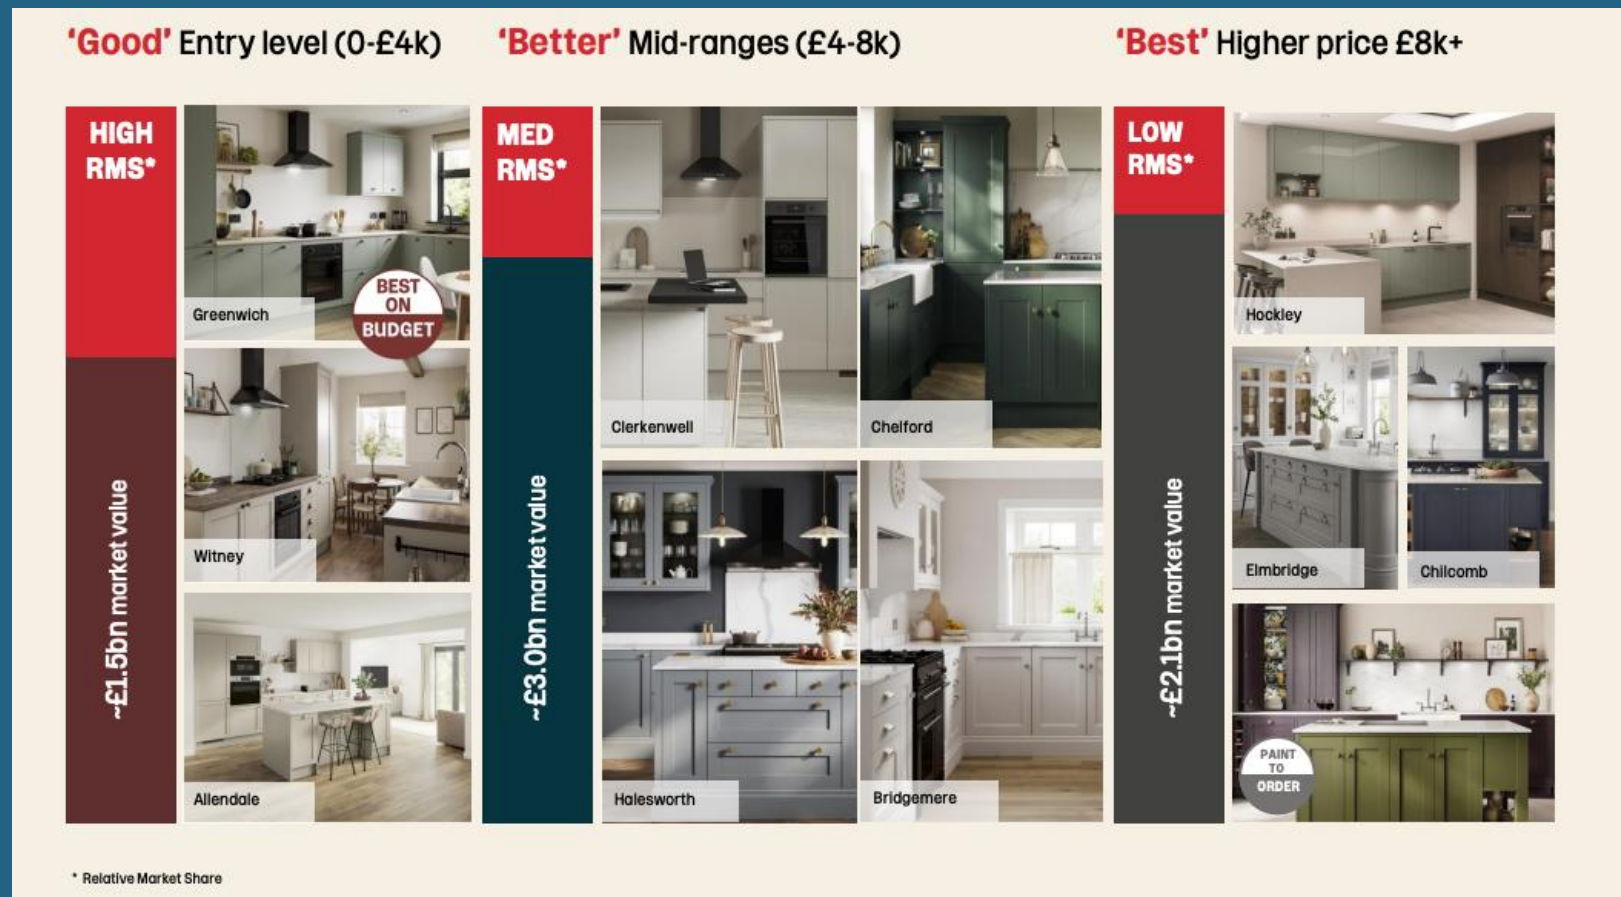 ‘Good’ Entry level (0-£4k)
‘Better’ Mid-ranges (£4-8k)
‘Best’ Higher price £8k+
HIGH
RMS*
~£1.5bn market value
Greenwich
BEST
ON
BUDGET
Witney
Allendale
MED
RMS*
~£3.0bn market value
Clerkenwell
Chelford
Halesworth
Bridgemere
LOW
RMS*
~£2.1bn market value
Hockley
Elmbridge
Chilcomb
PAINT
TO
ORDER
* Relative Market Share